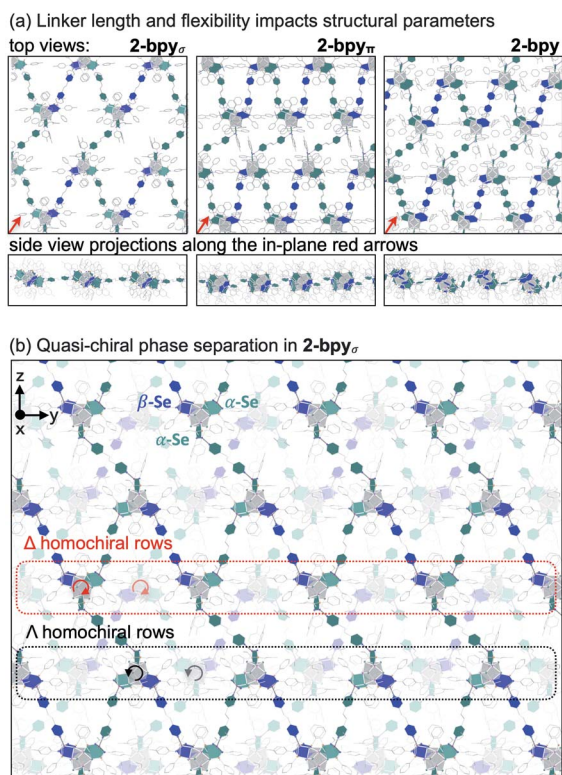 (a) Linker length and flexibility impacts structural parameters
top views: 2-bpyσ 2-bpyπ 2-bpy
side view projections along the in-plane red arrows
(b) Quasi-chiral phase separation in 2-bpyσ
z
β-Se α-Se
y
x
α-Se
Δ homochiral rows
Λ homochiral rows